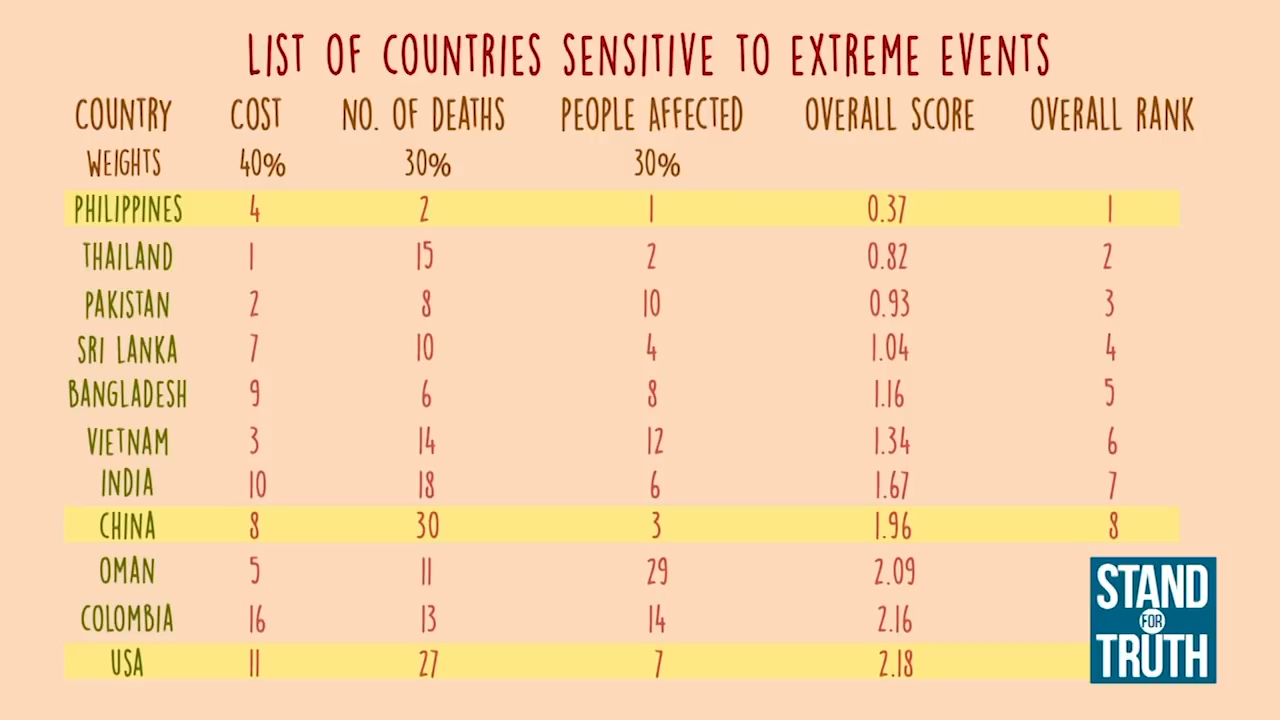 LIST OF COUNTRIES SENSITIVE TO EXTREME EVENTS
COUNTRY COST NO. OF DEATHS PEOPLE AFFECTED OVERALL SCORE OVERALL RANK
WEIGHTS 40% 30% 30%
PHILIPPINES 4 2 1 0.37 1
THAILAND 1 15 2 0.82 2
PAKISTAN 2 8 10 0.93 3
SRI LANKA 7 10 4 1.04 4
BANGLADESH 9 6 8 1.16 5
VIETNAM 3 14 12 1.34 6
INDIA 10 18 6 1.67 7
CHINA 8 30 3 1.96 8
OMAN 5 11 29 2.09
COLOMBIA 16 13 14 2.16
USA 11 27 7 2.18
STAND
FOR
TRUTH